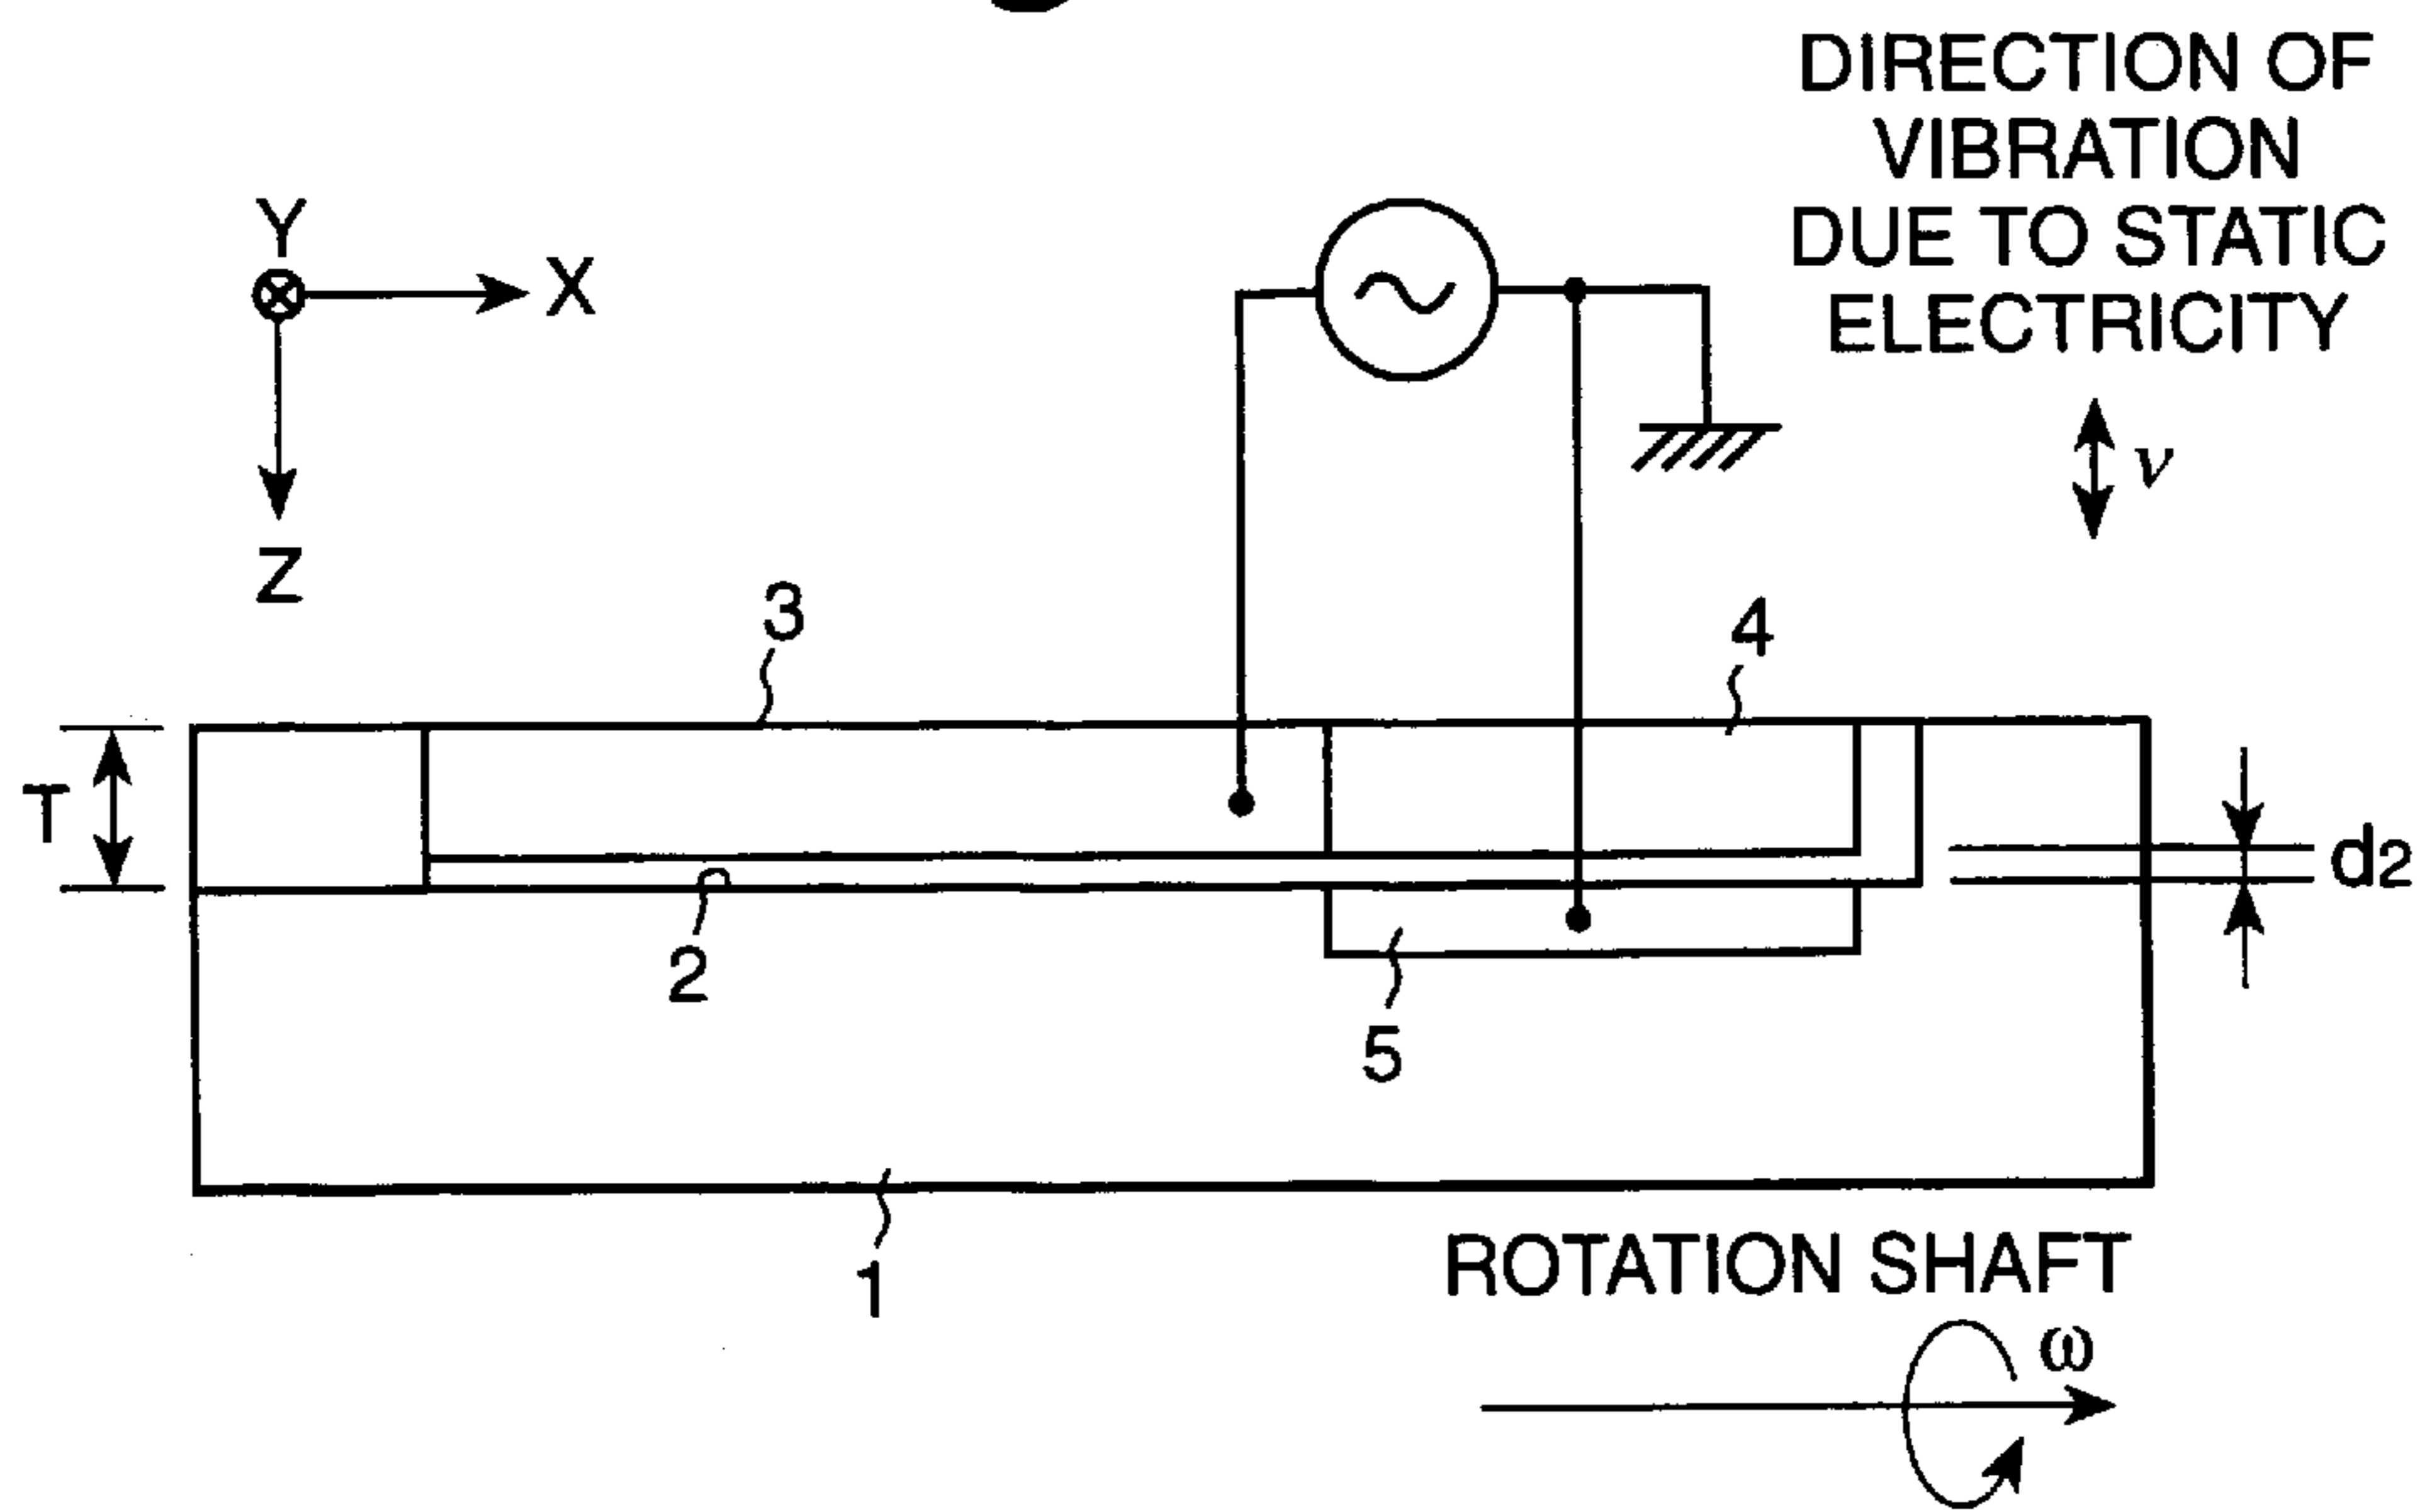 DIRECTION OF
VIBRATION
DUE TO STATIC
ELECTRICITY
Y
X
Z
ν
3
4
T
d2
2
5
1
ROTATION SHAFT
ω